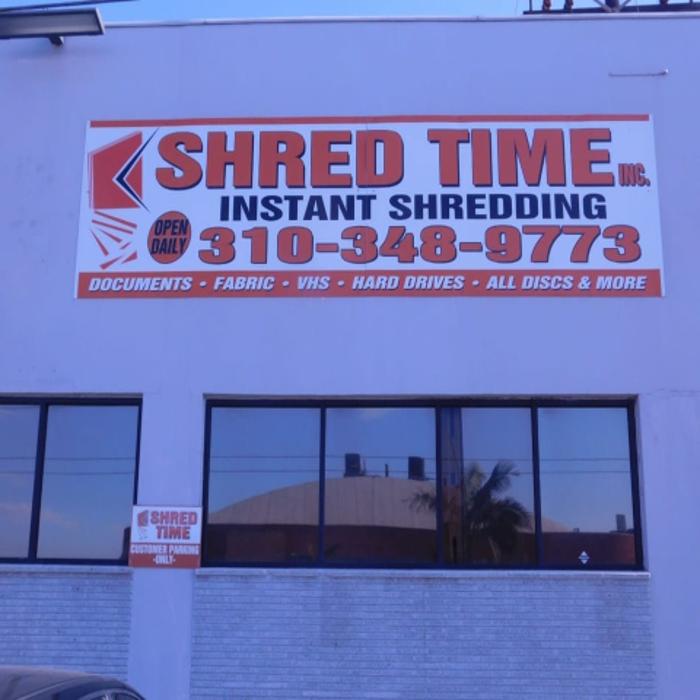 SHRED TIME INC.
INSTANT SHREDDING
OPEN
DAILY
310-348-9773
DOCUMENTS • FABRIC • VHS • HARD DRIVES • ALL DISCS & MORE
SHRED
TIME
CUSTOMER PARKING
-ONLY-